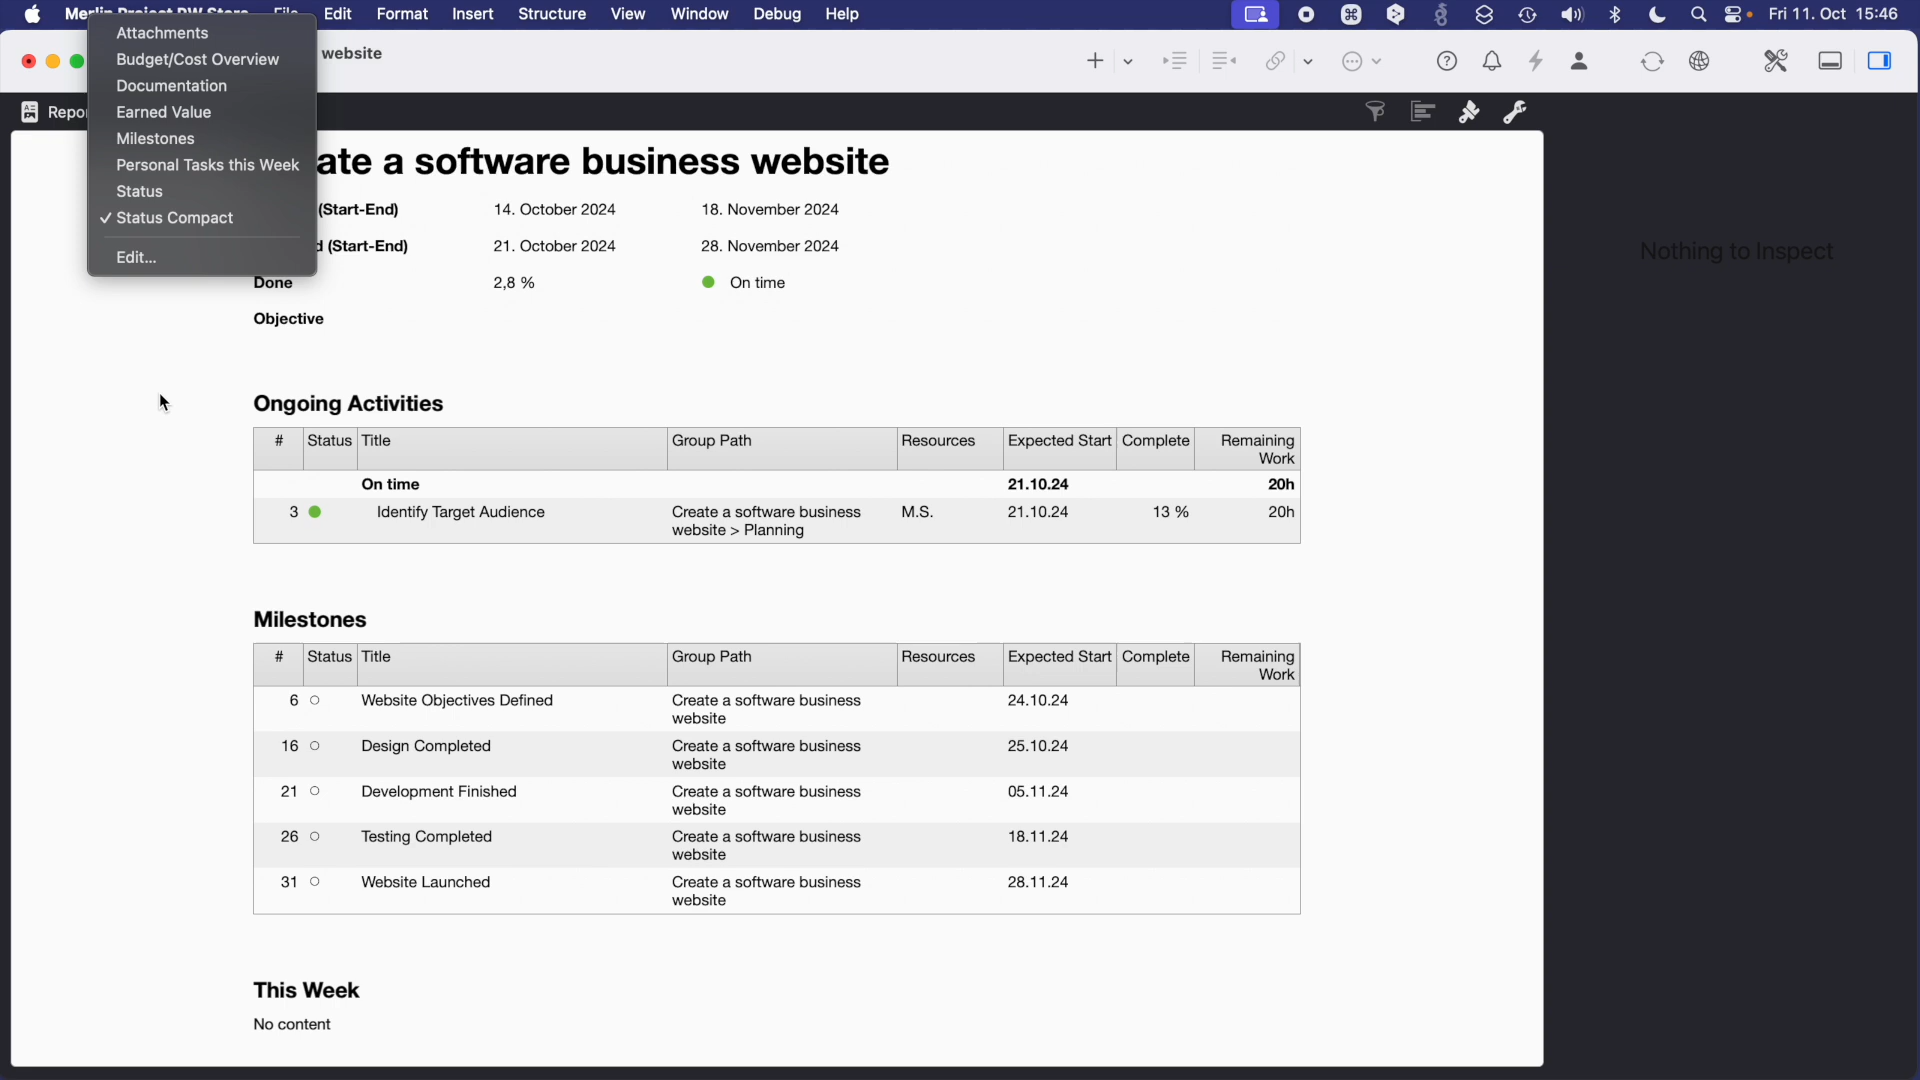 Edit Format Insert Structure View Window Debug Help Fri 11. Oct 15:46
website
Attachments
Budget/Cost Overview
Documentation
Earned Value
Milestones
Personal Tasks this Week
Status
✓ Status Compact
Edit...
Repo
ate a software business website
(Start-End) 14. October 2024 18. November 2024
d (Start-End) 21. October 2024 28. November 2024
Done 2,8 % On time
Objective
Nothing to Inspect
Ongoing Activities
# Status Title Group Path Resources Expected Start Complete Remaining
Work
On time 21.10.24 20h
3 Identify Target Audience Create a software business M.S. 21.10.24 13 % 20h
website > Planning
Milestones
# Status Title Group Path Resources Expected Start Complete Remaining
Work
6 Website Objectives Defined Create a software business 24.10.24
website
16 Design Completed Create a software business 25.10.24
website
21 Development Finished Create a software business 05.11.24
website
26 Testing Completed Create a software business 18.11.24
website
31 Website Launched Create a software business 28.11.24
website
This Week
No content